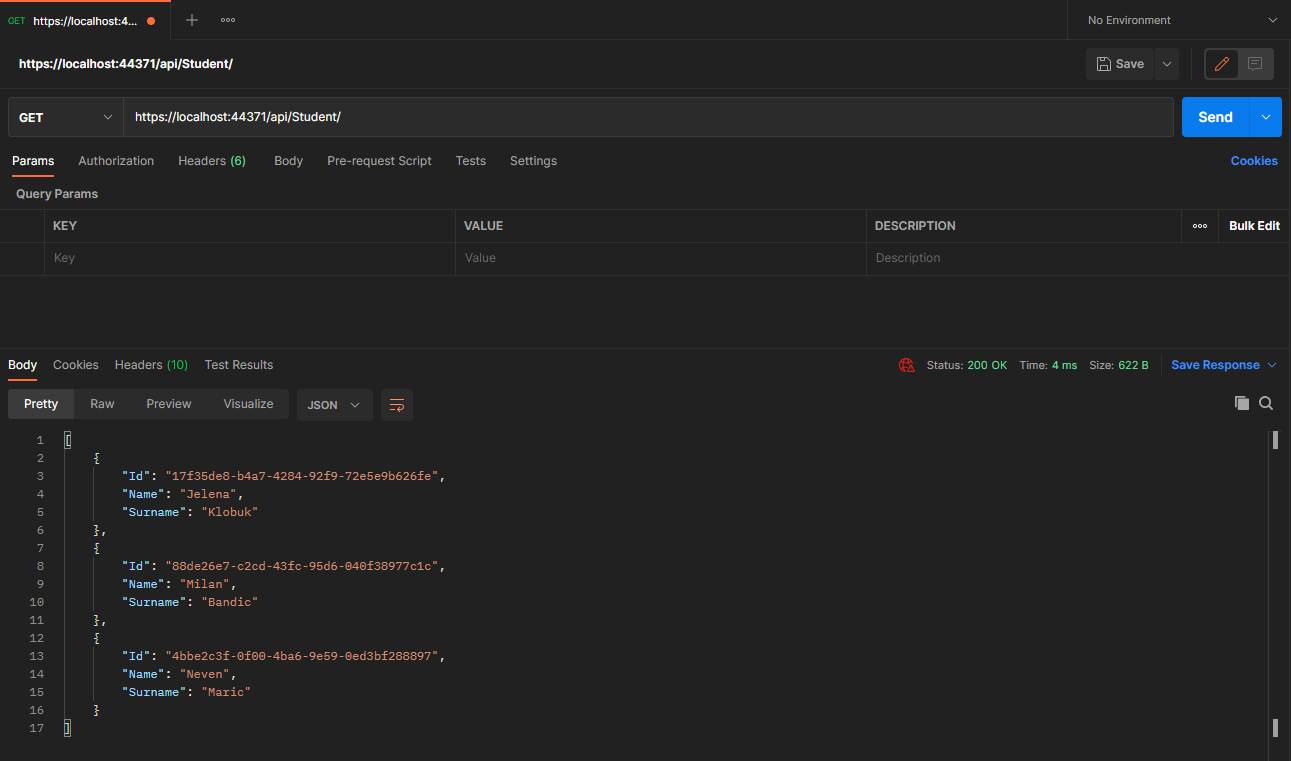 GET https://localhost:4... No Environment
https://localhost:44371/api/Student/ Save
GET https://localhost:44371/api/Student/ Send
Params Authorization Headers (6) Body Pre-request Script Tests Settings Cookies
Query Params
KEY VALUE DESCRIPTION Bulk Edit
Key Value Description
Body Cookies Headers (10) Test Results Status: 200 OK Time: 4 ms Size: 622 B Save Response
Pretty Raw Preview Visualize JSON
1 [
2 {
3 "Id": "17f35de8-b4a7-4284-92f9-72e5e9b626fe",
4 "Name": "Jelena",
5 "Surname": "Klobuk"
6 },
7 {
8 "Id": "88de26e7-c2cd-43fc-95d6-040f38977c1c",
9 "Name": "Milan",
10 "Surname": "Bandic"
11 },
12 {
13 "Id": "4bbe2c3f-0f00-4ba6-9e59-0ed3bf288897",
14 "Name": "Neven",
15 "Surname": "Maric"
16 }
17 ]